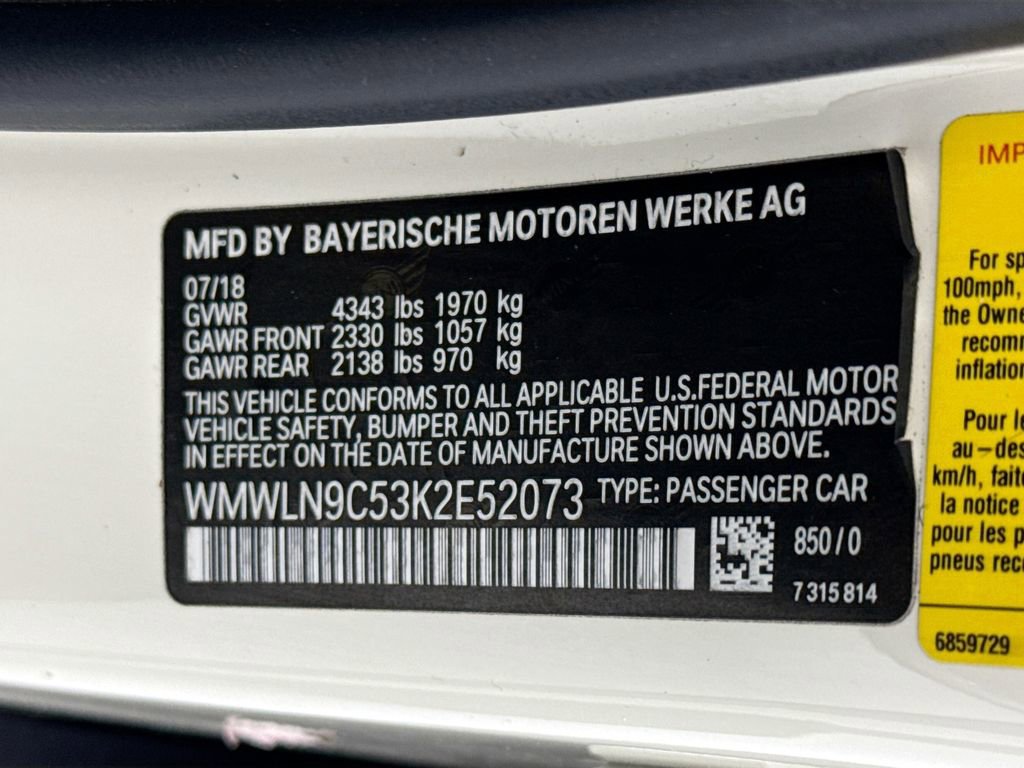 MFD BY BAYERISCHE MOTOREN WERKE AG
07/18
GVWR 4343 lbs 1970 kg
GAWR FRONT 2330 lbs 1057 kg
GAWR REAR 2138 lbs 970 kg
THIS VEHICLE CONFORMS TO ALL APPLICABLE U.S.FEDERAL MOTOR
VEHICLE SAFETY, BUMPER AND THEFT PREVENTION STANDARDS
IN EFFECT ON THE DATE OF MANUFACTURE SHOWN ABOVE.
WMWLN9C53K2E52073 TYPE: PASSENGER CAR
850/0
7 315 814
IMP
For sp
100mph,
the Owne
recomm
inflation
Pour le
au-des
km/h, faite
la notice
pour les p
pneus rec
6859729